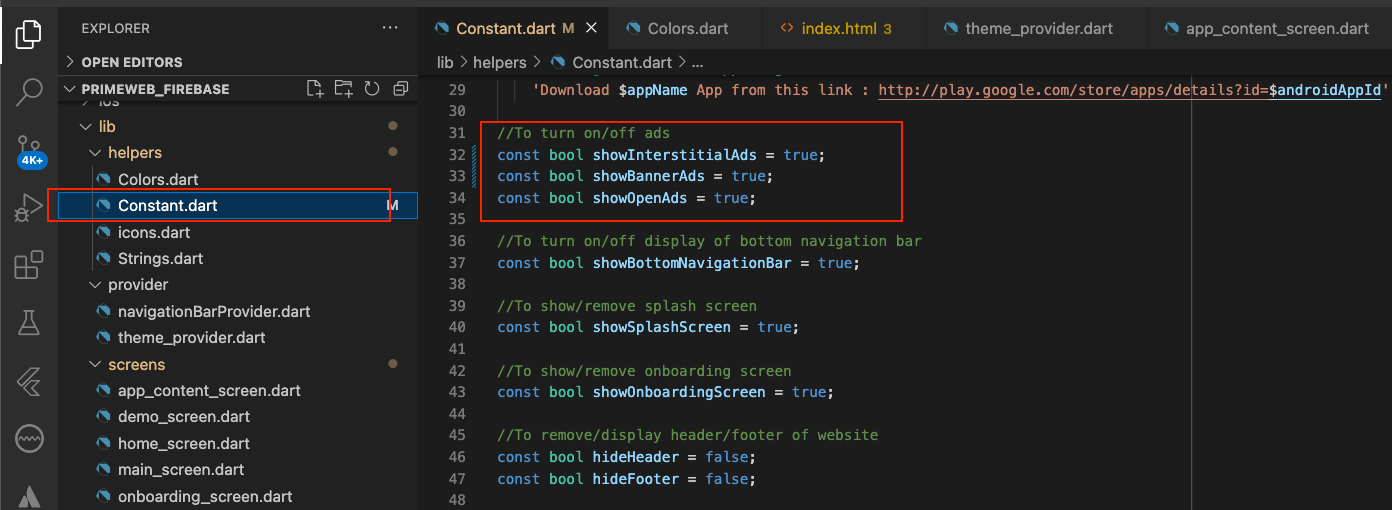 EXPLORER
···
OPEN EDITORS
PRIMEWEB_FIREBASE
ios
lib
helpers
Colors.dart
Constant.dart M
icons.dart
Strings.dart
provider
navigationBarProvider.dart
theme_provider.dart
screens
app_content_screen.dart
demo_screen.dart
home_screen.dart
main_screen.dart
onboarding_screen.dart
4K+
Constant.dart M
Colors.dart
<> index.html 3
theme_provider.dart
app_content_screen.dart
lib > helpers > Constant.dart > ...
29 'Download $appName App from this link : http://play.google.com/store/apps/details?id=$androidAppId'
30
31 //To turn on/off ads
32 const bool showInterstitialAds = true;
33 const bool showBannerAds = true;
34 const bool showOpenAds = true;
35
36 //To turn on/off display of bottom navigation bar
37 const bool showBottomNavigationBar = true;
38
39 //To show/remove splash screen
40 const bool showSplashScreen = true;
41
42 //To show/remove onboarding screen
43 const bool showOnboardingScreen = true;
44
45 //To remove/display header/footer of website
46 const bool hideHeader = false;
47 const bool hideFooter = false;
48